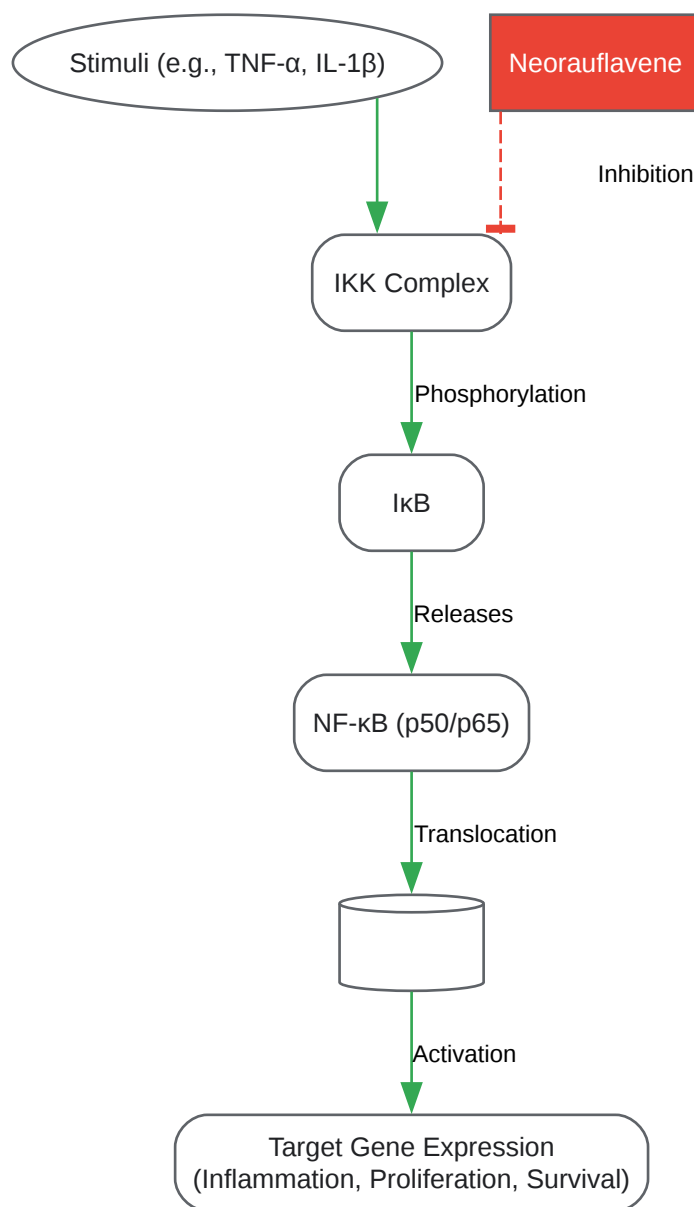 Stimuli (e.g., TNF-α, IL-1β)
Neorauflavene
Inhibition
IKK Complex
Phosphorylation
IκB
Releases
NF-κB (p50/p65)
Translocation
Activation
Target Gene Expression
(Inflammation, Proliferation, Survival)